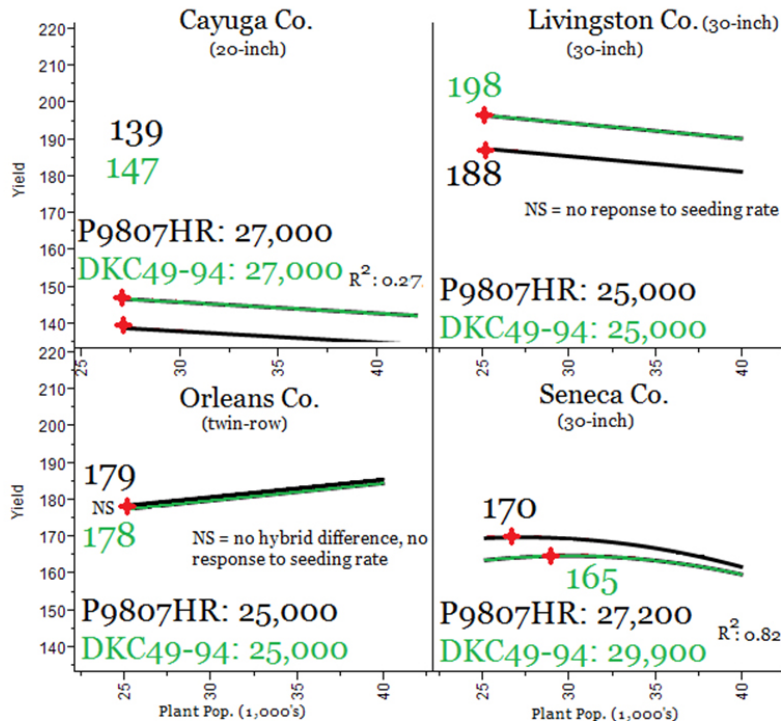 Cayuga Co.
(20-inch)
220
210
200
190
180
170
160
150
140
Yield
139
147
P9807HR: 27,000
DKC49-94: 27,000 R²: 0.27
25
30
35
40
Livingston Co. (30-inch)
(30-inch)
198
188
NS = no reponse to seeding rate
P9807HR: 25,000
DKC49-94: 25,000
25
30
35
40
Orleans Co.
(twin-row)
220
210
200
190
180
170
160
150
140
Yield
179
NS
178
NS = no hybrid difference, no
response to seeding rate
P9807HR: 25,000
DKC49-94: 25,000
25
30
35
40
Plant Pop. (1,000's)
Seneca Co.
(30-inch)
170
165
P9807HR: 27,200
R²: 0.82
DKC49-94: 29,900
25
30
35
40
Plant Pop. (1,000's)